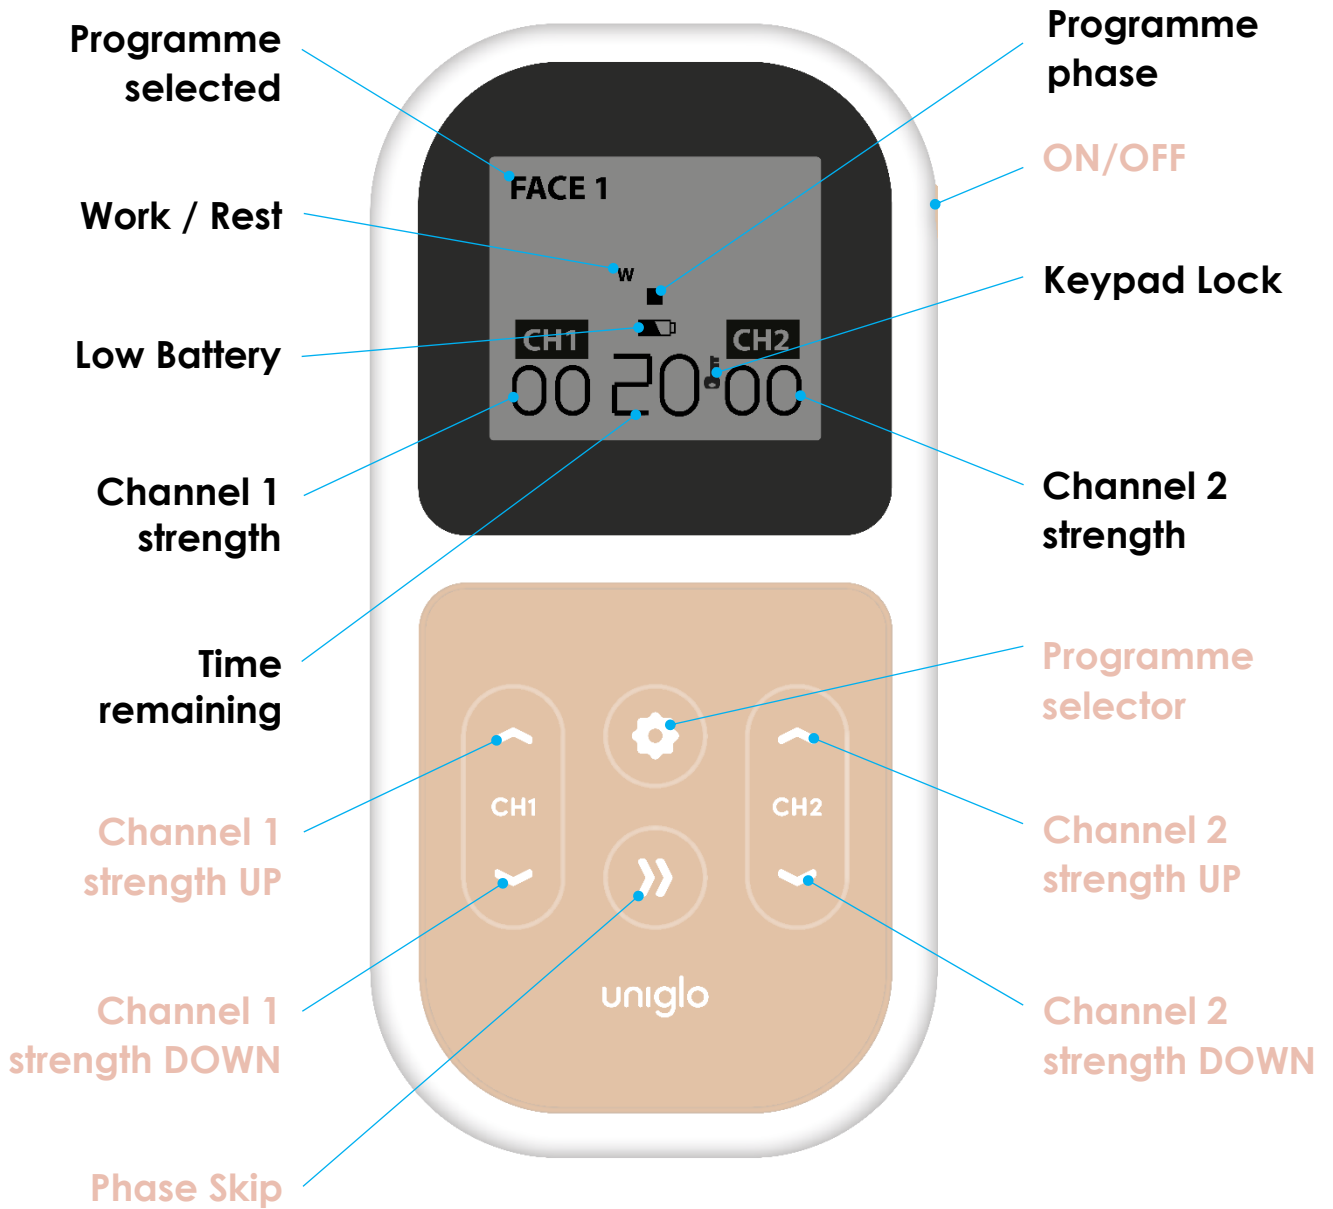 Programme
selected
Programme
phase
ON/OFF
FACE 1
Work / Rest
W
Keypad Lock
CH1
CH2
Low Battery
00
20
00
Channel 1
strength
Channel 2
strength
Time
remaining
Programme
selector
CH1
CH2
Channel 1
strength UP
Channel 2
strength UP
uniglo
Channel 1
strength DOWN
Channel 2
strength DOWN
Phase Skip